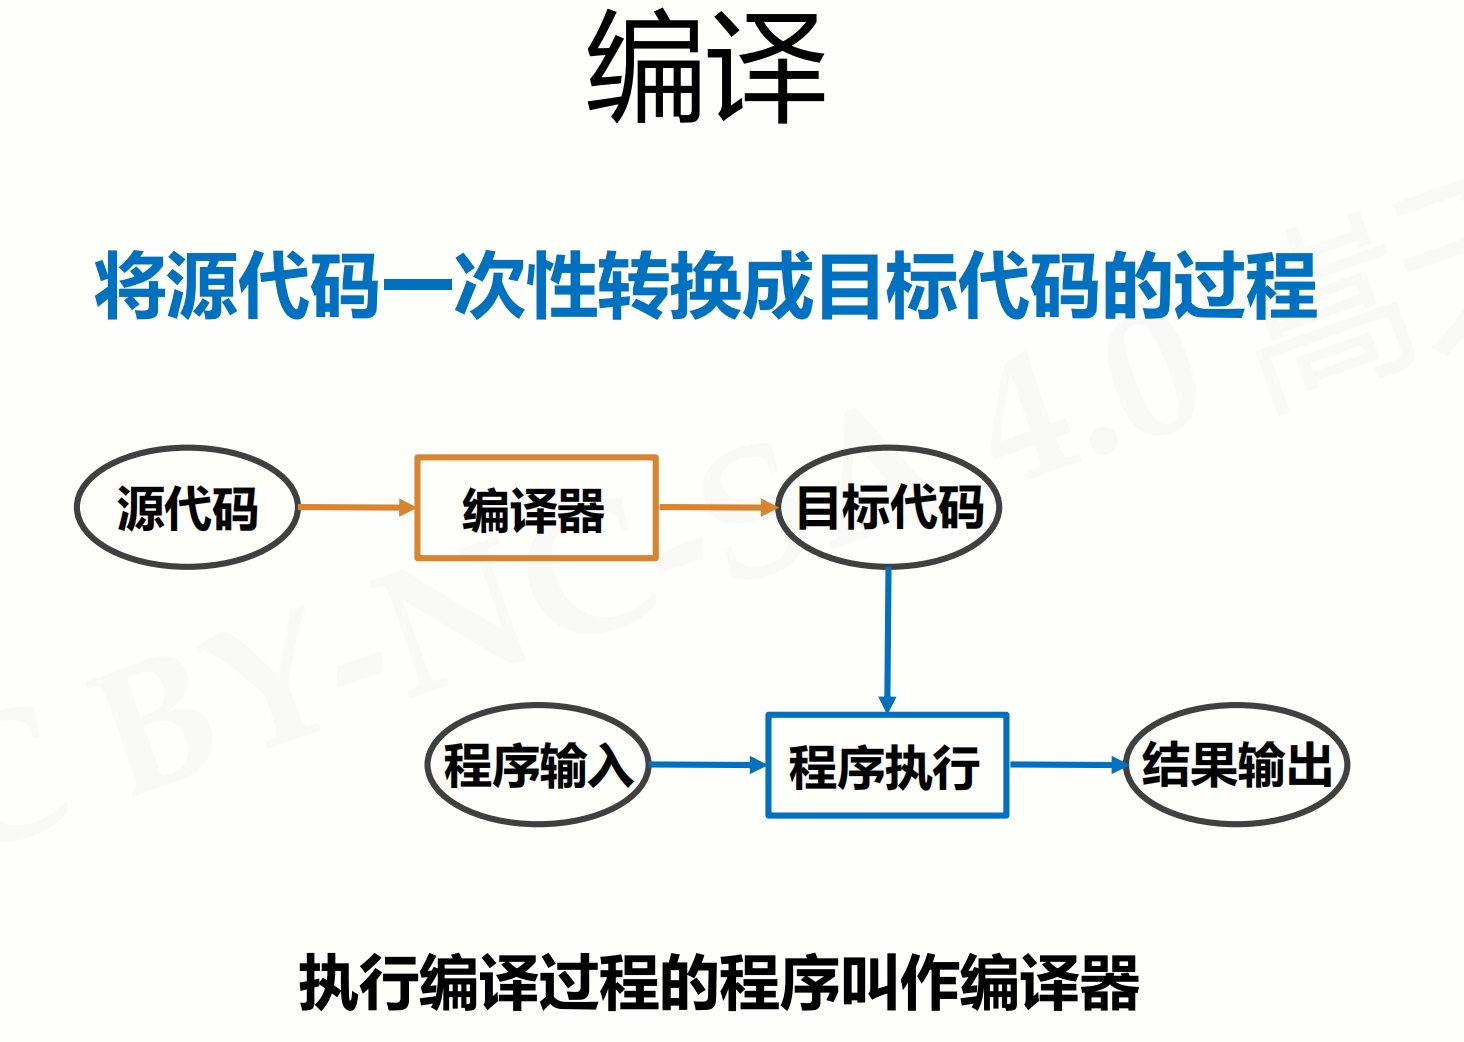 编译
将源代码一次性转换成目标代码的过程
源代码
编译器
目标代码
程序输入
程序执行
结果输出
执行编译过程的程序叫作编译器
C BY-NC-SA 4.0 嵩天